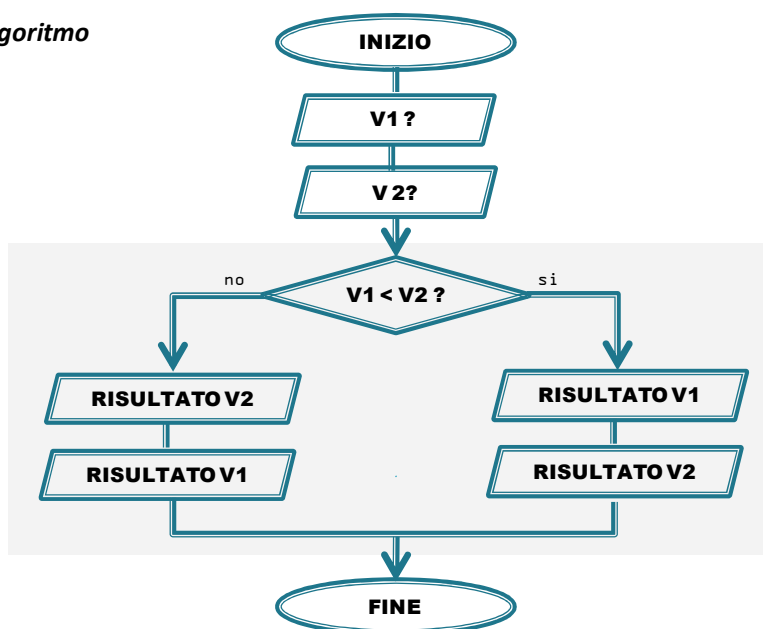 goritmo
INIZIO
V1 ?
V 2?
no
V1 < V2 ?
si
RISULTATO V2
RISULTATO V1
RISULTATO V1
RISULTATO V2
FINE